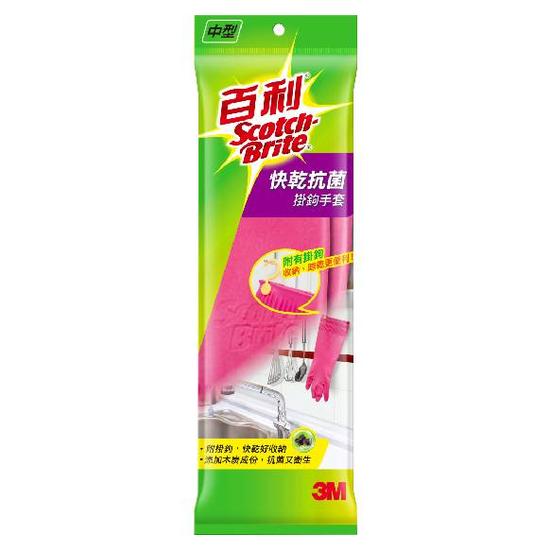 中型
百利®
Scotch-
Brite®
快乾抗菌
掛鉤手套
附有掛鉤
收納、晾乾更便利!
Scotch
Brite
・附掛鉤,快乾好收納
・添加木炭成份,抗菌又衛生
3M